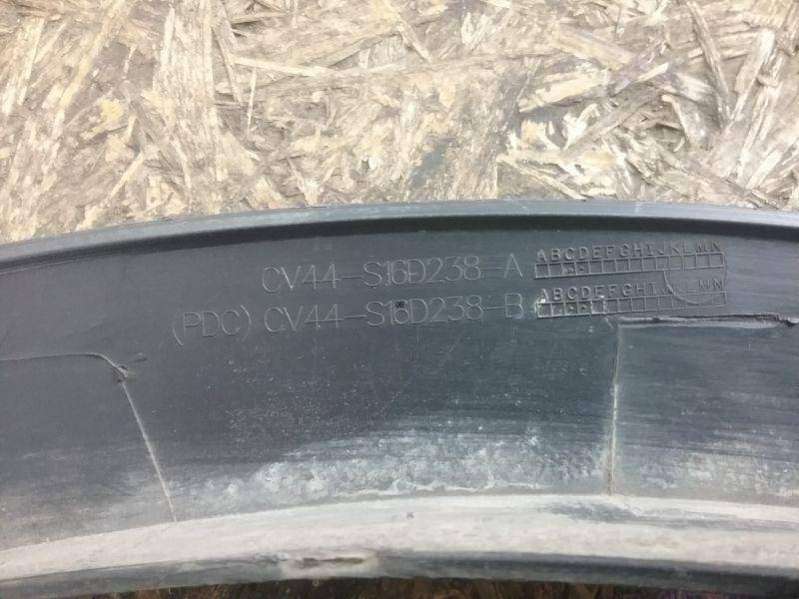 CV44-S16D238-A ABCDEFGHIJKLMN
(PDC) CV44-S16D238-B ABCDEFGHIJKLMN